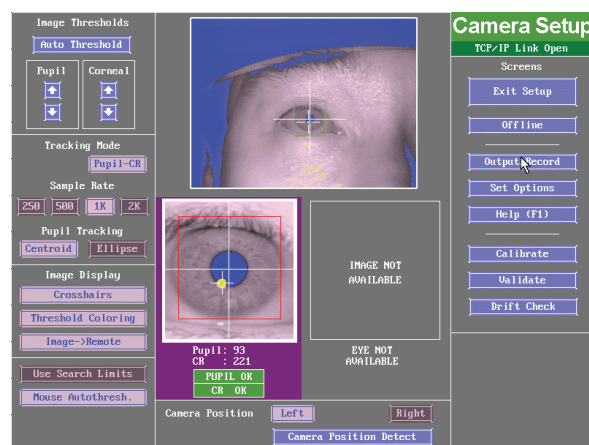 Image Thresholds
Auto Threshold
Pupil
Corneal
Tracking Mode
Pupil-CR
Sample Rate
250 500 1K 2K
Pupil Tracking
Centroid Ellipse
Image Display
Crosshairs
Threshold Coloring
Image->Remote
Use Search Limits
Mouse Autothresh.
Pupil: 93
CR : 221
PUPIL OK
CR OK
IMAGE NOT
AVAILABLE
EYE NOT
AVAILABLE
Camera Position Left Right
Camera Position Detect
Camera Setup
TCP/IP Link Open
Screens
Exit Setup
Offline
Output/Record
Set Options
Help (F1)
Calibrate
Validate
Drift Check